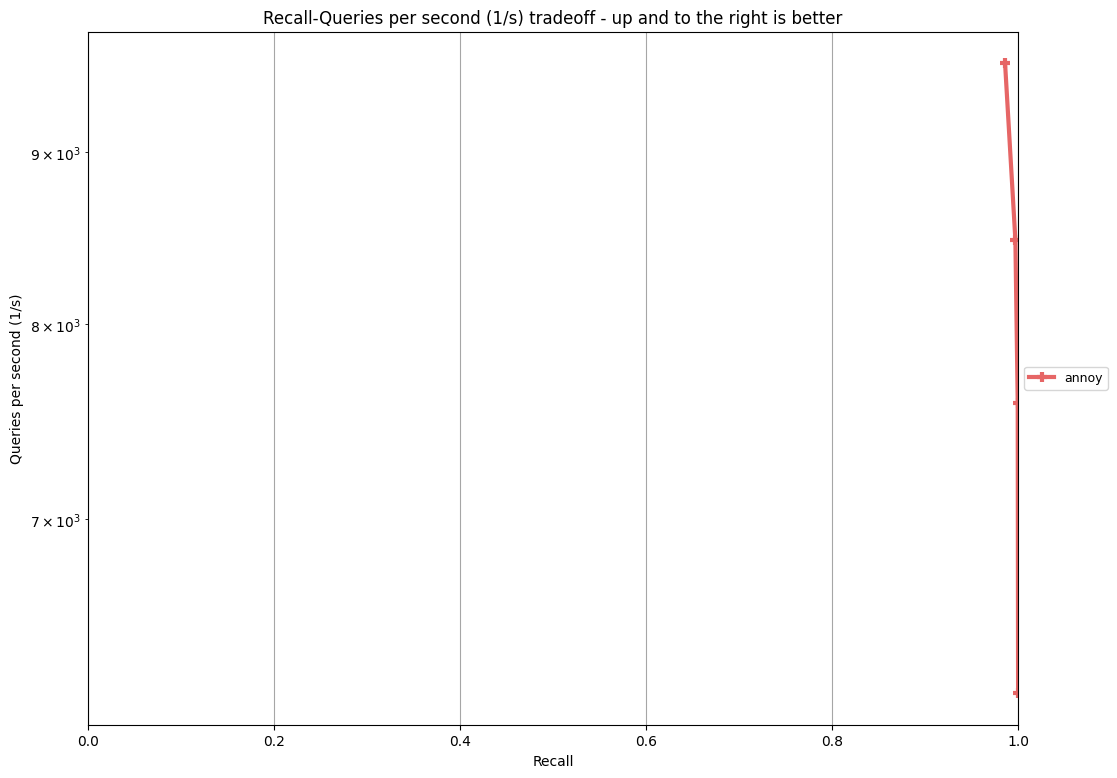 Recall-Queries per second (1/s) tradeoff - up and to the right is better
Queries per second (1/s)
9 × 10³
8 × 10³
7 × 10³
annoy
0.0 0.2 0.4 0.6 0.8 1.0
Recall